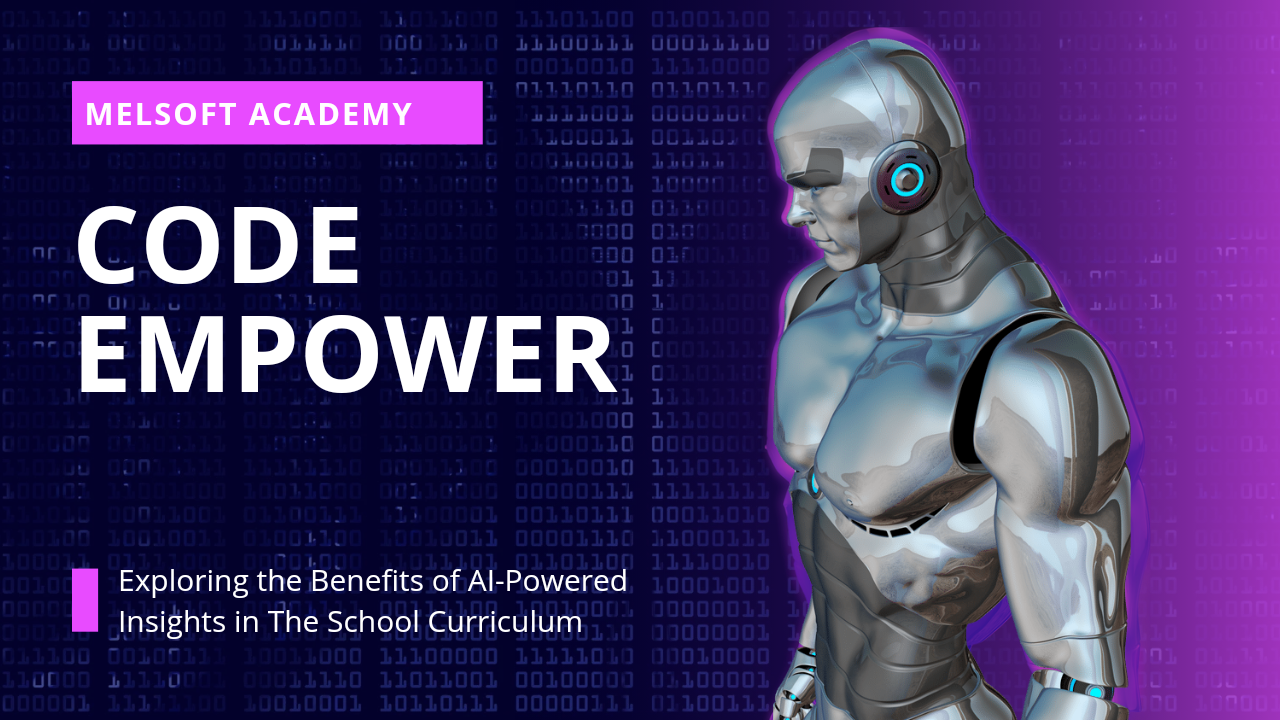 MELSOFT ACADEMY
CODE
EMPOWER
Exploring the Benefits of AI-Powered
Insights in The School Curriculum